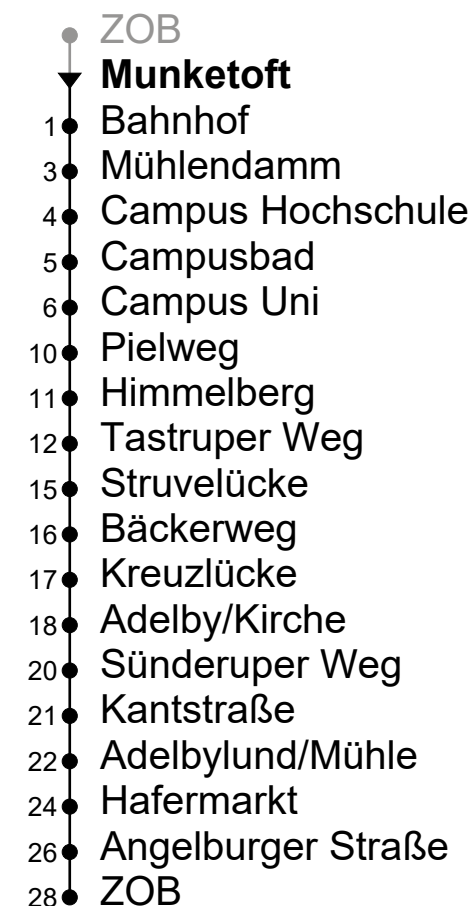 ZOB
Munketoft
1 Bahnhof
3 Mühlendamm
4 Campus Hochschule
5 Campusbad
6 Campus Uni
10 Pielweg
11 Himmelberg
12 Tastruper Weg
15 Struvelücke
16 Bäckerweg
17 Kreuzlücke
18 Adelby/Kirche
20 Sünderuper Weg
21 Kantstraße
22 Adelbylund/Mühle
24 Hafermarkt
26 Angelburger Straße
28 ZOB